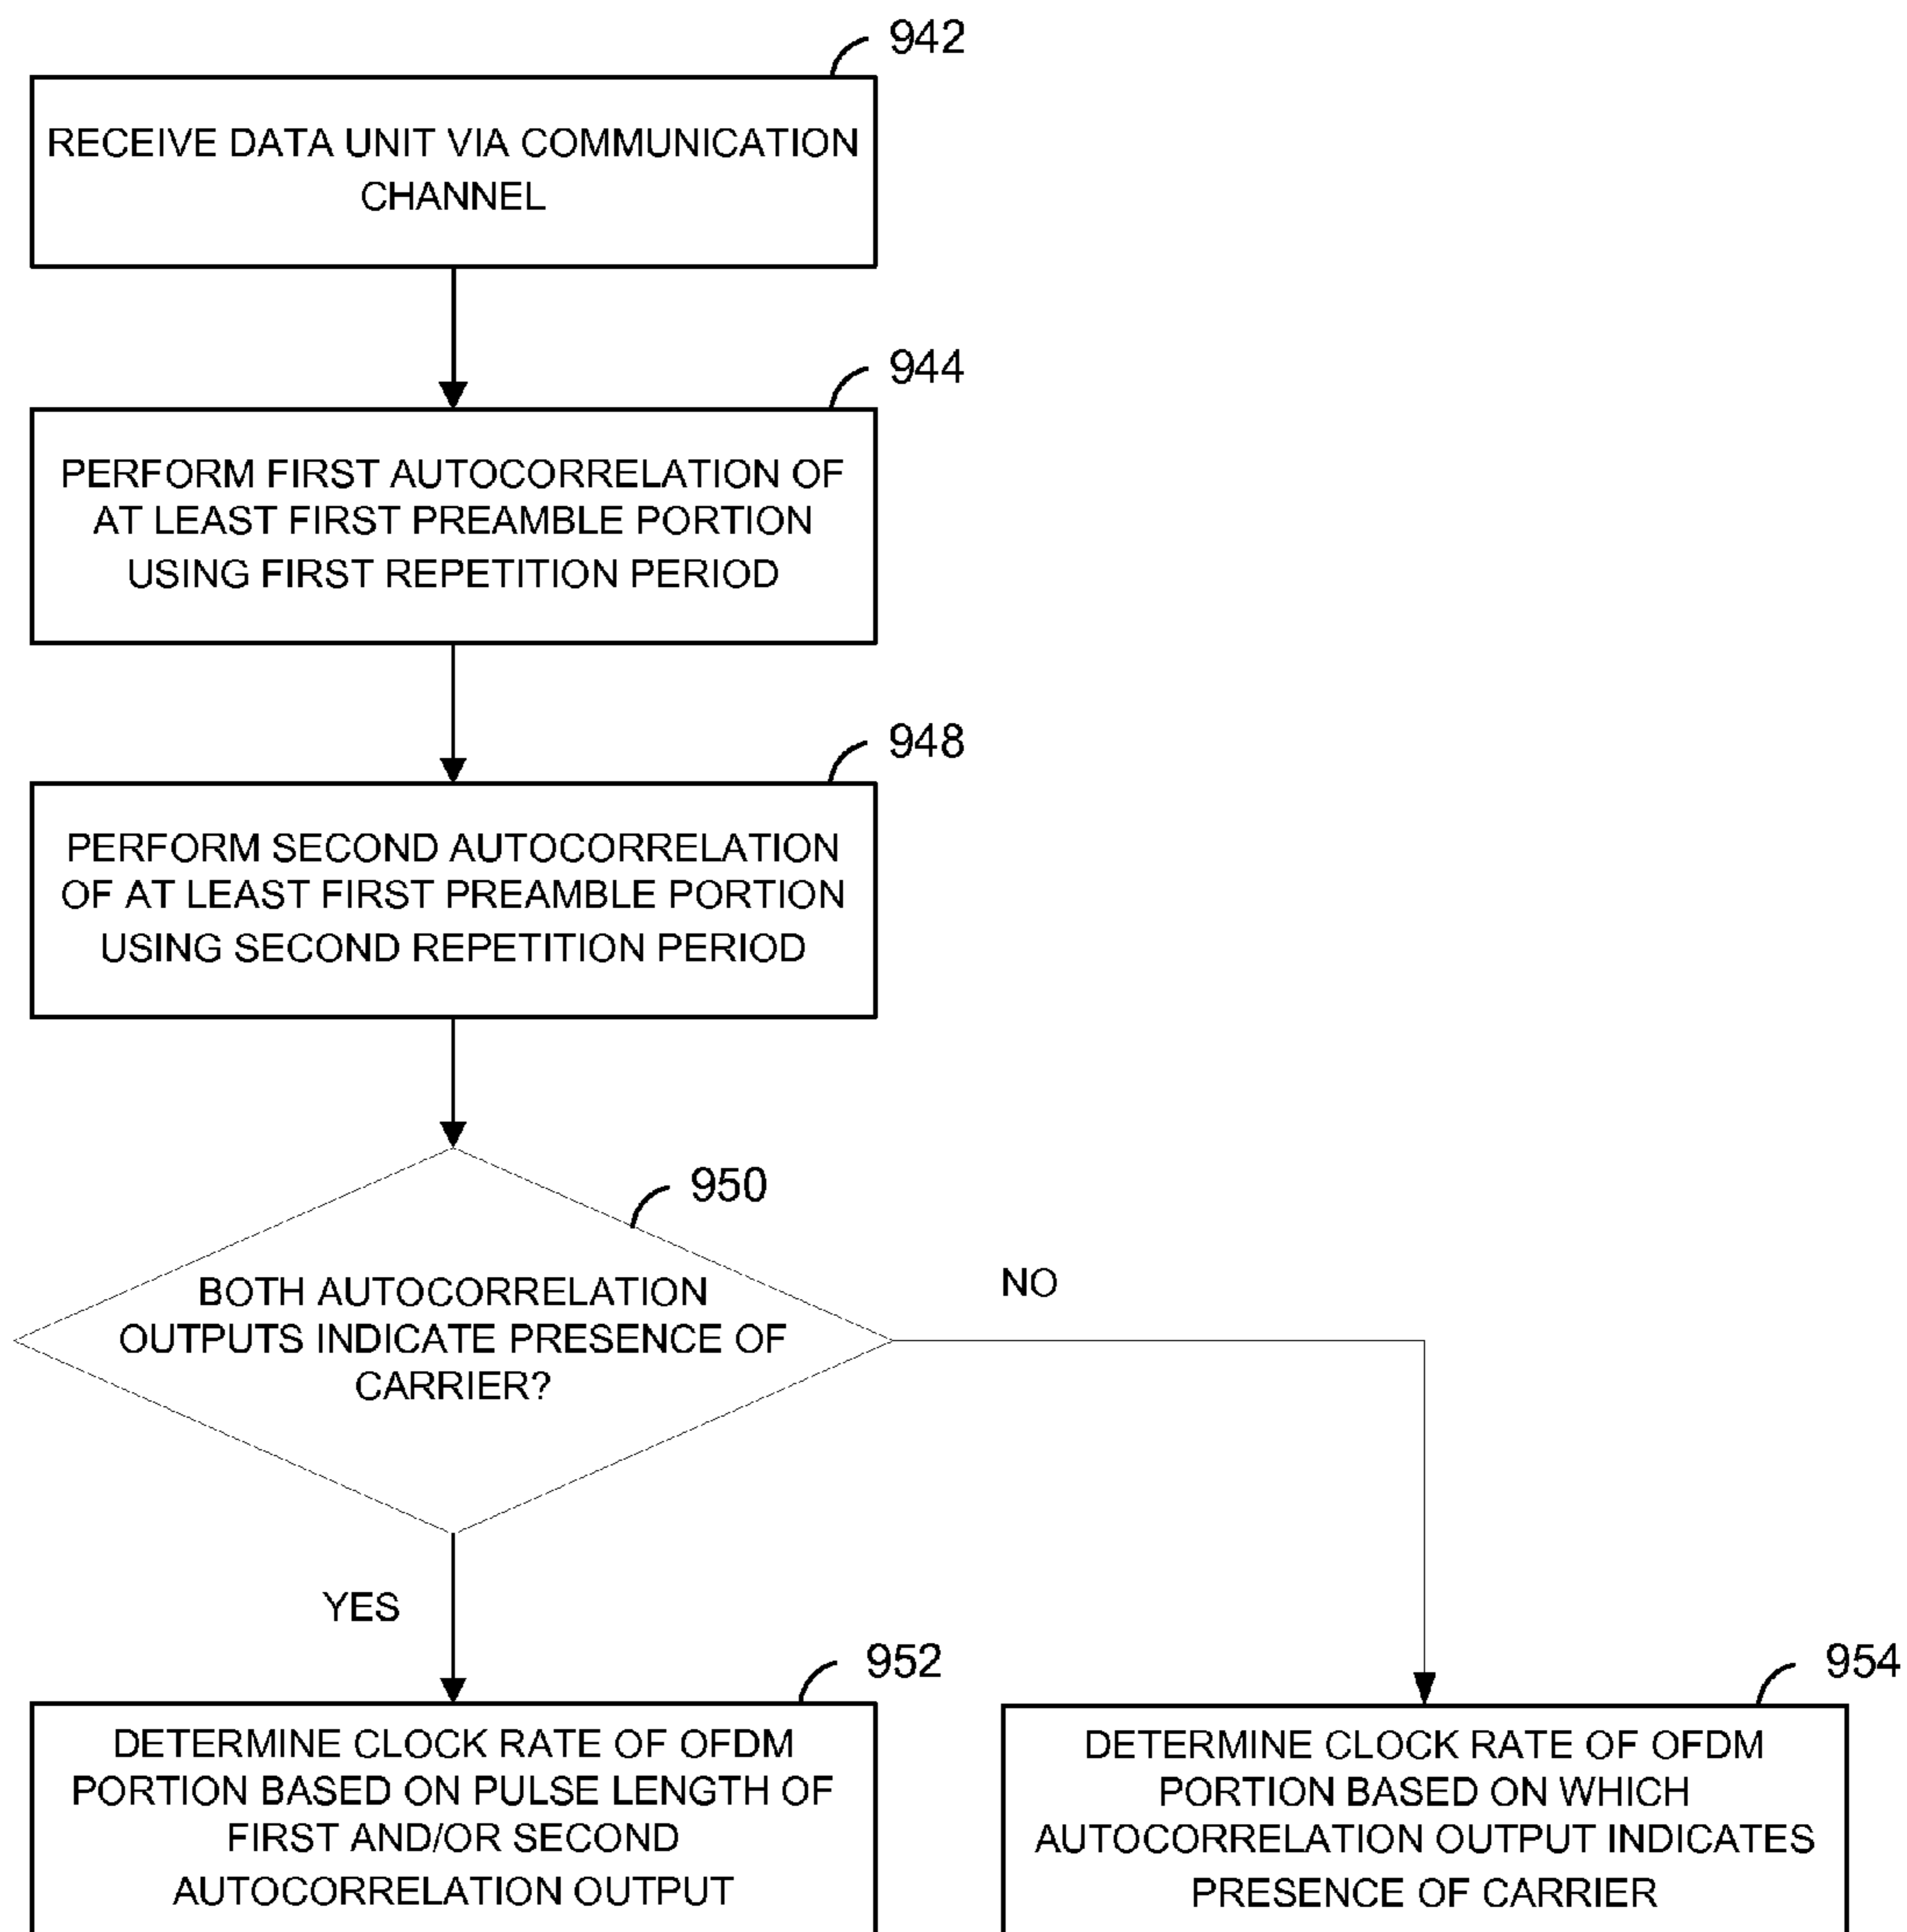 942
RECEIVE DATA UNIT VIA COMMUNICATION
CHANNEL
944
PERFORM FIRST AUTOCORRELATION OF
AT LEAST FIRST PREAMBLE PORTION
USING FIRST REPETITION PERIOD
948
PERFORM SECOND AUTOCORRELATION
OF AT LEAST FIRST PREAMBLE PORTION
USING SECOND REPETITION PERIOD
950
BOTH AUTOCORRELATION
OUTPUTS INDICATE PRESENCE OF
CARRIER?
NO
YES
952
DETERMINE CLOCK RATE OF OFDM
PORTION BASED ON PULSE LENGTH OF
FIRST AND/OR SECOND
AUTOCORRELATION OUTPUT
954
DETERMINE CLOCK RATE OF OFDM
PORTION BASED ON WHICH
AUTOCORRELATION OUTPUT INDICATES
PRESENCE OF CARRIER